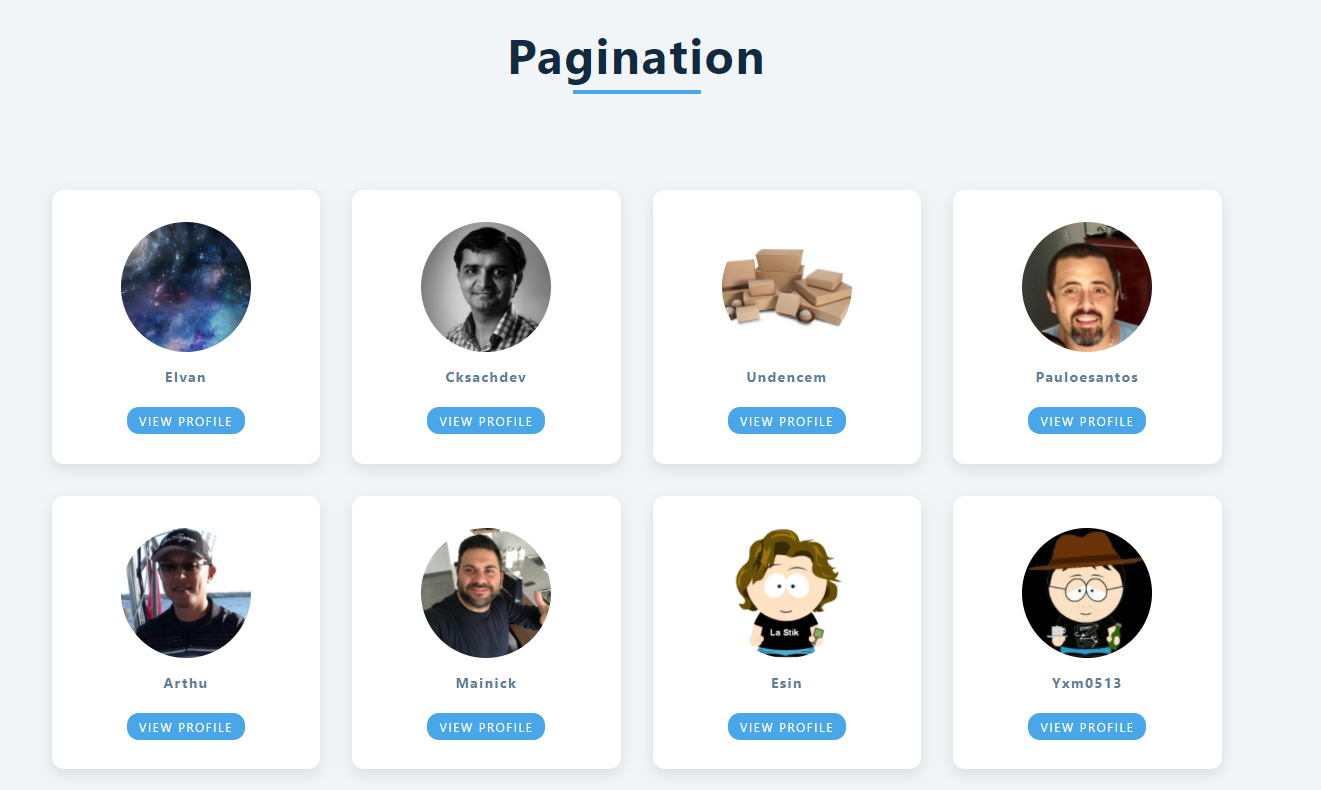 Pagination
Elvan
Cksachdev
Undencem
Pauloesantos
VIEW PROFILE
VIEW PROFILE
VIEW PROFILE
VIEW PROFILE
La Stik
Arthu
Mainick
Esin
Yxm0513
VIEW PROFILE
VIEW PROFILE
VIEW PROFILE
VIEW PROFILE